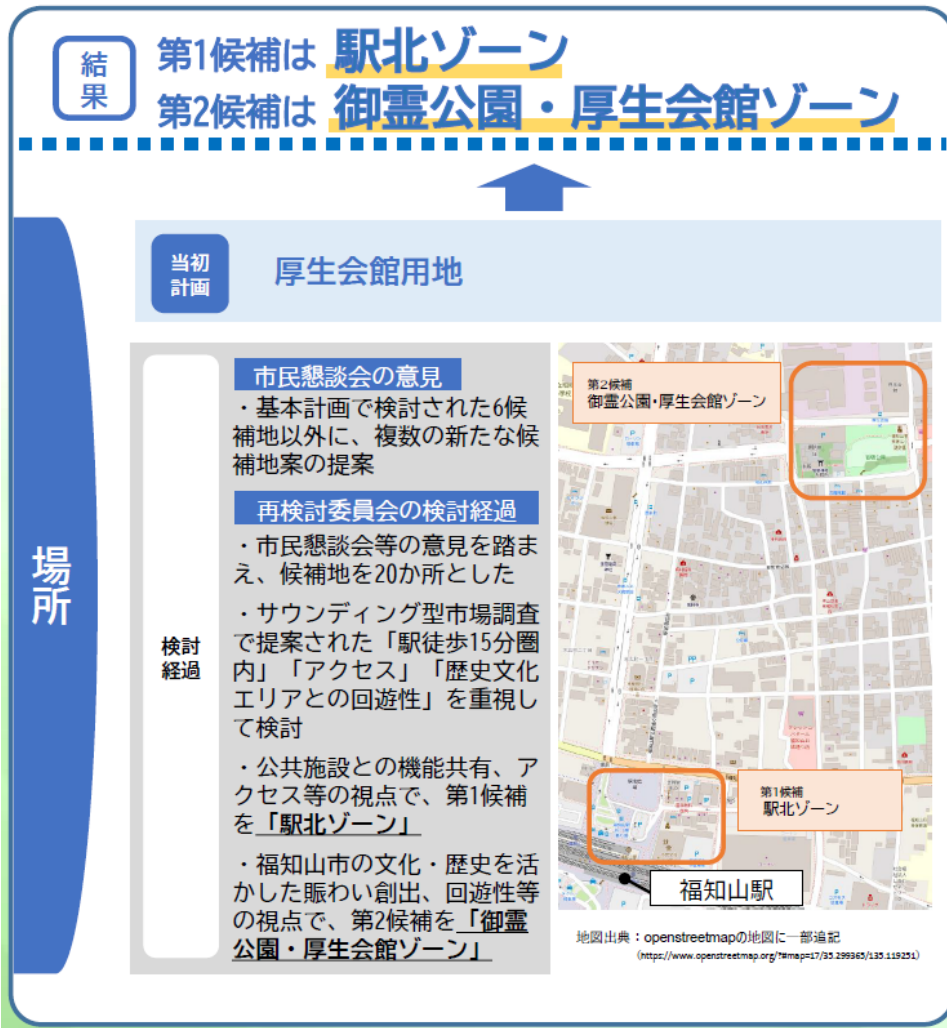 結果
第1候補は 駅北ゾーン
第2候補は 御霊公園・厚生会館ゾーン
場所
当初
計画
厚生会館用地
検討
経過
市民懇談会の意見
・基本計画で検討された6候
補地以外に、複数の新たな候
補地案の提案
再検討委員会の検討経過
・市民懇談会等の意見を踏ま
え、候補地を20か所とした
・サウンディング型市場調査
で提案された「駅徒歩15分圏
内」「アクセス」「歴史文化
エリアとの回遊性」を重視し
て検討
・公共施設との機能共有、ア
クセス等の視点で、第1候補
を「駅北ゾーン」
・福知山市の文化・歴史を活
かした賑わい創出、回遊性等
の視点で、第2候補を「御霊
公園・厚生会館ゾーン」
第2候補
御霊公園・厚生会館ゾーン
第1候補
駅北ゾーン
福知山駅
地図出典：openstreetmapの地図に一部追記
(https://www.openstreetmap.org/?#map=17/35.299365/135.119251)